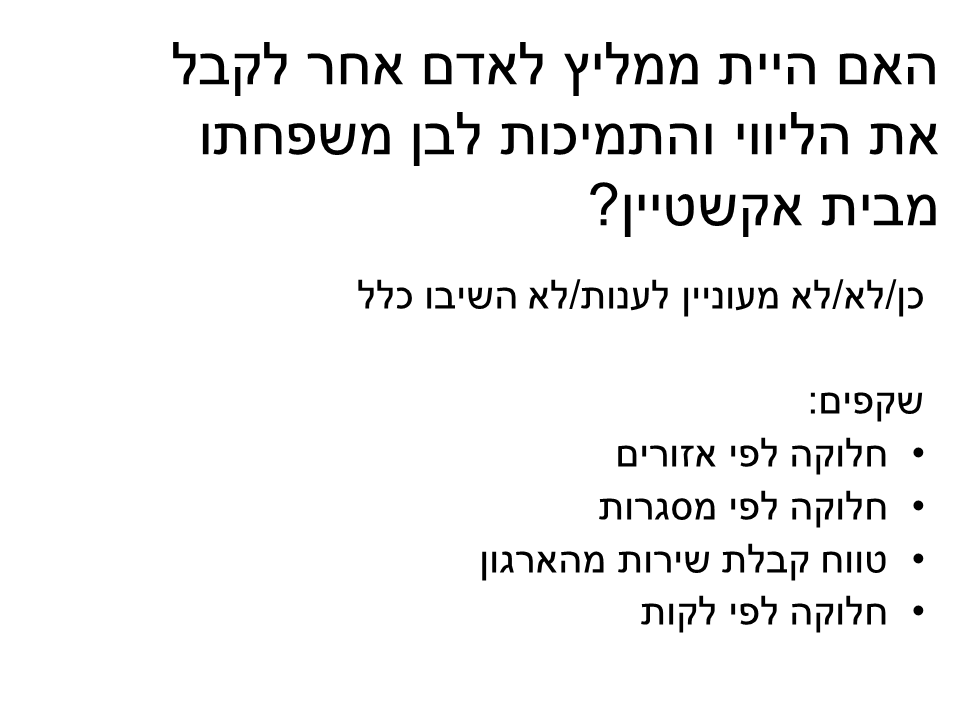 האם היית ממליץ לאדם אחר לקבל
את הליווי והתמיכות לבן משפחתו
מבית אקשטיין?
כן/לא/לא מעוניין לענות/לא השיבו כלל
שקפים:
• חלוקה לפי אזורים
• חלוקה לפי מסגרות
• טווח קבלת שירות מהארגון
• חלוקה לפי לקות